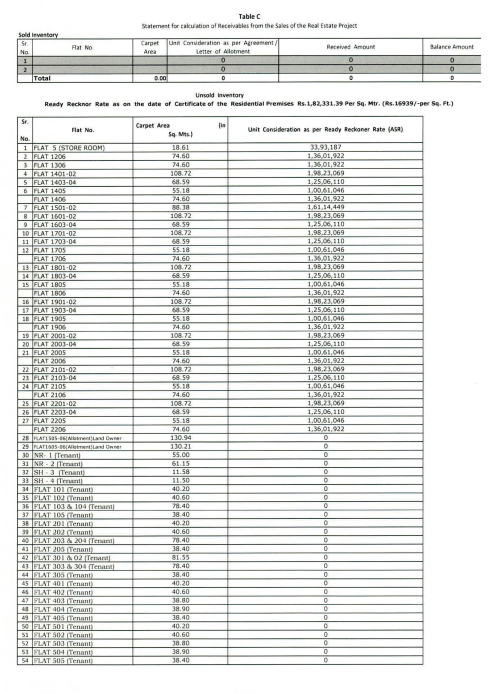 Table C
Statement for calculation of Receivables from the Sales of the Real Estate Project
Sold Inventory
Sr. No. Flat No. Carpet Area Unit Consideration as per Agreement / Letter of Allotment Received Amount Balance Amount
1 0 0 0
2 0 0 0
Total 0.00 0 0 0
Unsold inventory
Ready Recknor Rate as on the date of Certificate of the Residential Premises Rs.1,82,331.39 Per Sq. Mtr. (Rs.16939/-per Sq. Ft.)
Sr. No. Flat No. Carpet Area (in Sq. Mts.) Unit Consideration as per Ready Reckoner Rate (ASR)
1 FLAT 5 (STORE ROOM) 18.61 33,93,187
2 FLAT 1206 74.60 1,36,01,922
3 FLAT 1306 74.60 1,36,01,922
4 FLAT 1401-02 108.72 1,98,23,069
5 FLAT 1403-04 68.59 1,25,06,110
6 FLAT 1405 55.18 1,00,61,046
FLAT 1406 74.60 1,36,01,922
7 FLAT 1501-02 88.38 1,61,14,449
8 FLAT 1601-02 108.72 1,98,23,069
9 FLAT 1603-04 68.59 1,25,06,110
10 FLAT 1701-02 108.72 1,98,23,069
11 FLAT 1703-04 68.59 1,25,06,110
12 FLAT 1705 55.18 1,00,61,046
FLAT 1706 74.60 1,36,01,922
13 FLAT 1801-02 108.72 1,98,23,069
14 FLAT 1803-04 68.59 1,25,06,110
15 FLAT 1805 55.18 1,00,61,046
FLAT 1806 74.60 1,36,01,922
16 FLAT 1901-02 108.72 1,98,23,069
17 FLAT 1903-04 68.59 1,25,06,110
18 FLAT 1905 55.18 1,00,61,046
FLAT 1906 74.60 1,36,01,922
19 FLAT 2001-02 108.72 1,98,23,069
20 FLAT 2003-04 68.59 1,25,06,110
21 FLAT 2005 55.18 1,00,61,046
FLAT 2006 74.60 1,36,01,922
22 FLAT 2101-02 108.72 1,98,23,069
23 FLAT 2103-04 68.59 1,25,06,110
24 FLAT 2105 55.18 1,00,61,046
FLAT 2106 74.60 1,36,01,922
25 FLAT 2201-02 108.72 1,98,23,069
26 FLAT 2203-04 68.59 1,25,06,110
27 FLAT 2205 55.18 1,00,61,046
FLAT 2206 74.60 1,36,01,922
28 FLAT1505-06(Allotment)Land Owner 130.94 0
29 FLAT1605-06(Allotment)Land Owner 130.21 0
30 NR- 1 (Tenant) 55.00 0
31 NR - 2 (Tenant) 61.15 0
32 SH - 3 (Tenant) 11.58 0
33 SH - 4 (Tenant) 11.50 0
34 FLAT 101 (Tenant) 40.20 0
35 FLAT 102 (Tenant) 40.60 0
36 FLAT 103 & 104 (Tenant) 78.40 0
37 FLAT 105 (Tenant) 38.40 0
38 FLAT 201 (Tenant) 40.20 0
39 FLAT 202 (Tenant) 40.60 0
40 FLAT 203 & 204 (Tenant) 78.40 0
41 FLAT 205 (Tenant) 38.40 0
42 FLAT 301 & 02 (Tenant) 81.55 0
43 FLAT 303 & 304 (Tenant) 78.40 0
44 FLAT 305 (Tenant) 38.40 0
45 FLAT 401 (Tenant) 40.20 0
46 FLAT 402 (Tenant) 40.60 0
47 FLAT 403 (Tenant) 38.80 0
48 FLAT 404 (Tenant) 38.90 0
49 FLAT 405 (Tenant) 38.40 0
50 FLAT 501 (Tenant) 40.20 0
51 FLAT 502 (Tenant) 40.60 0
52 FLAT 503 (Tenant) 38.80 0
53 FLAT 504 (Tenant) 38.90 0
54 FLAT 505 (Tenant) 38.40 0